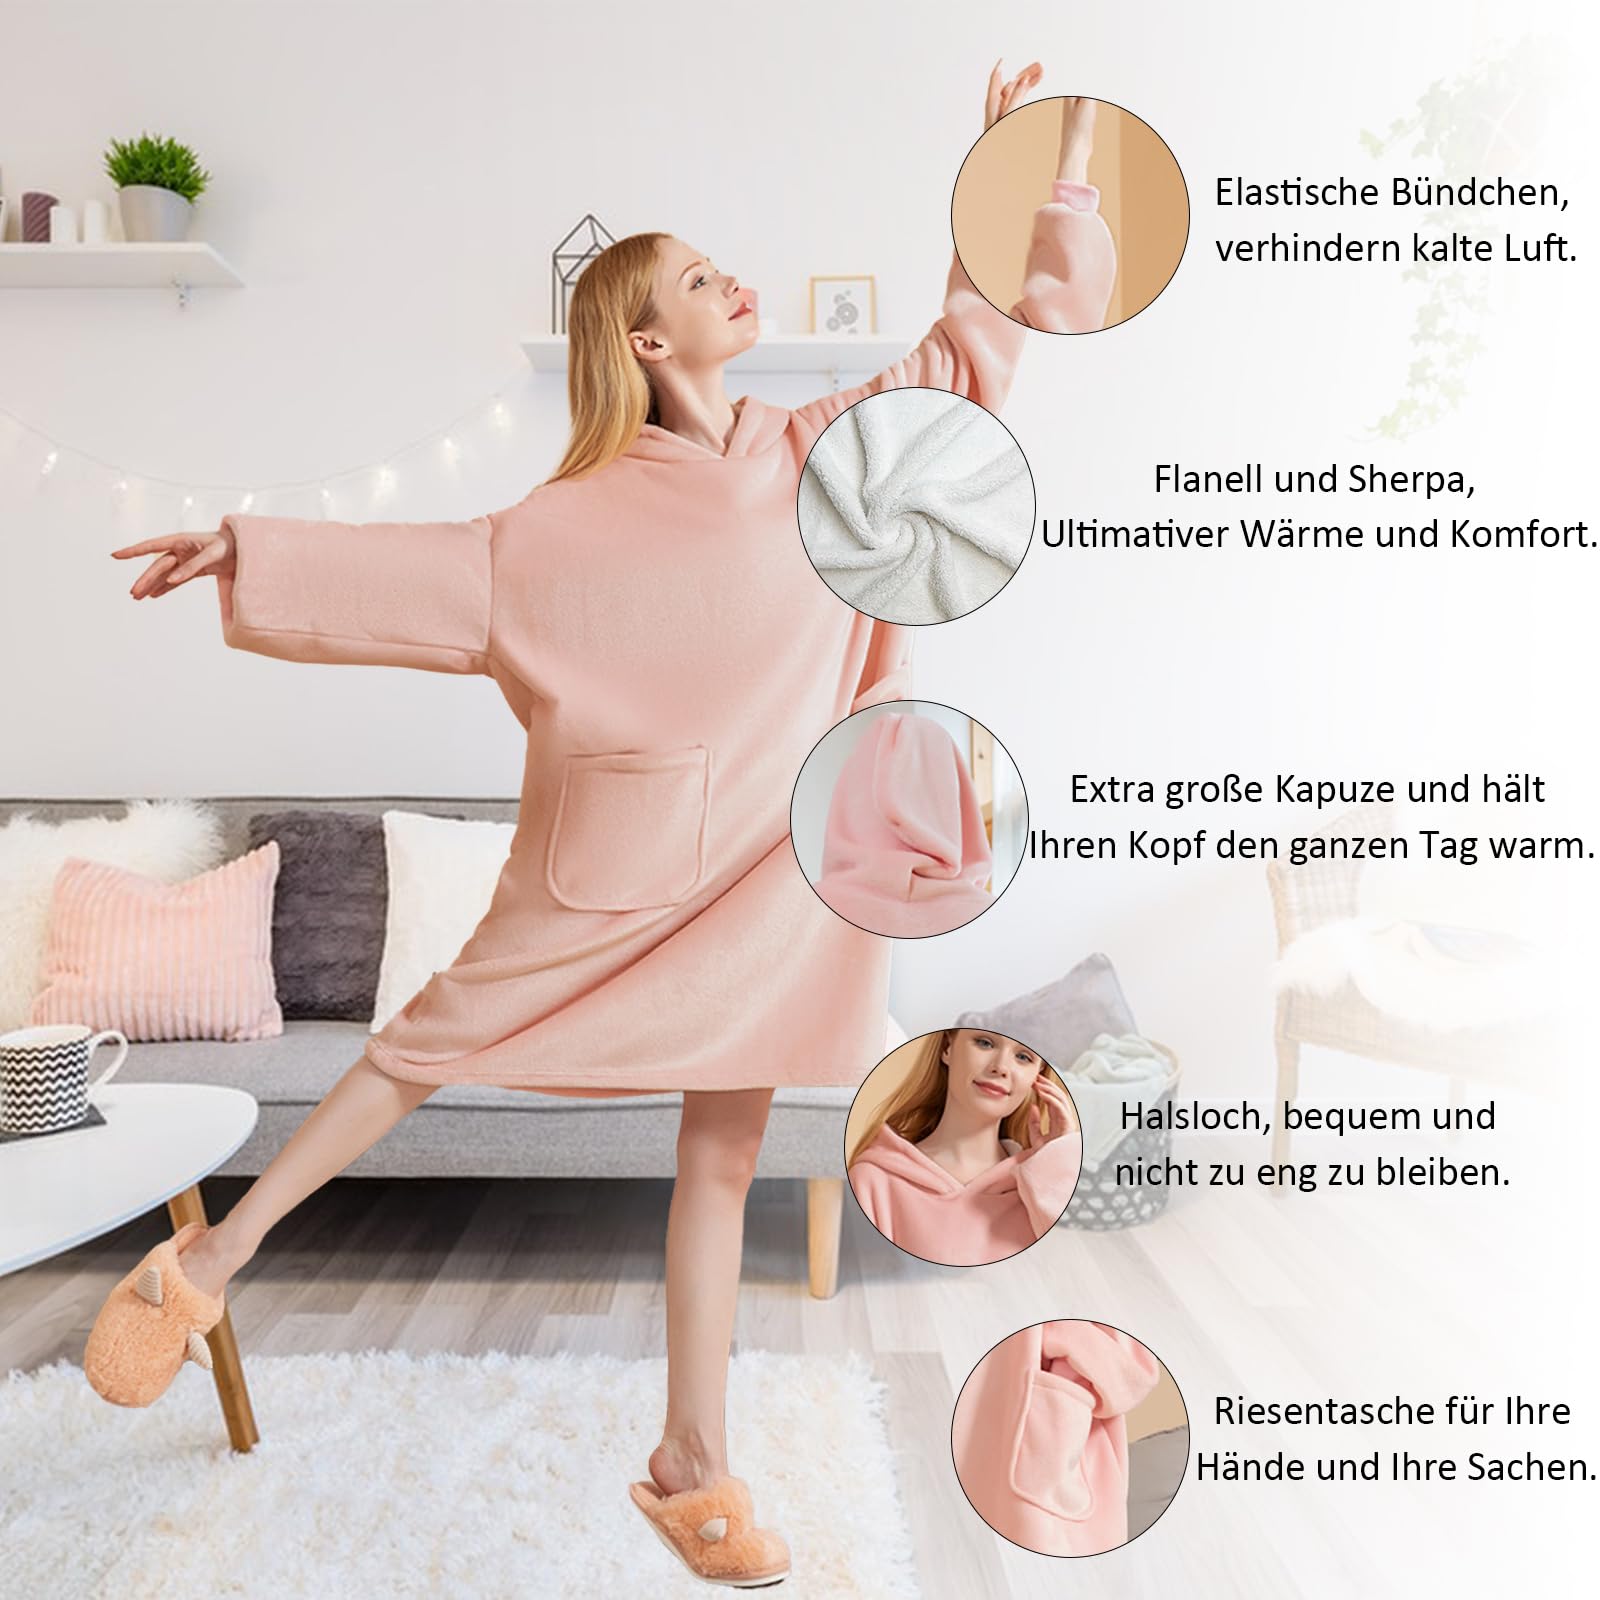 Elastische Bündchen,
verhindern kalte Luft.
Flanell und Sherpa,
Ultimativer Wärme und Komfort.
Extra große Kapuze und hält
Ihren Kopf den ganzen Tag warm.
Halsloch, bequem und
nicht zu eng zu bleiben.
Riesentasche für Ihre
Hände und Ihre Sachen.